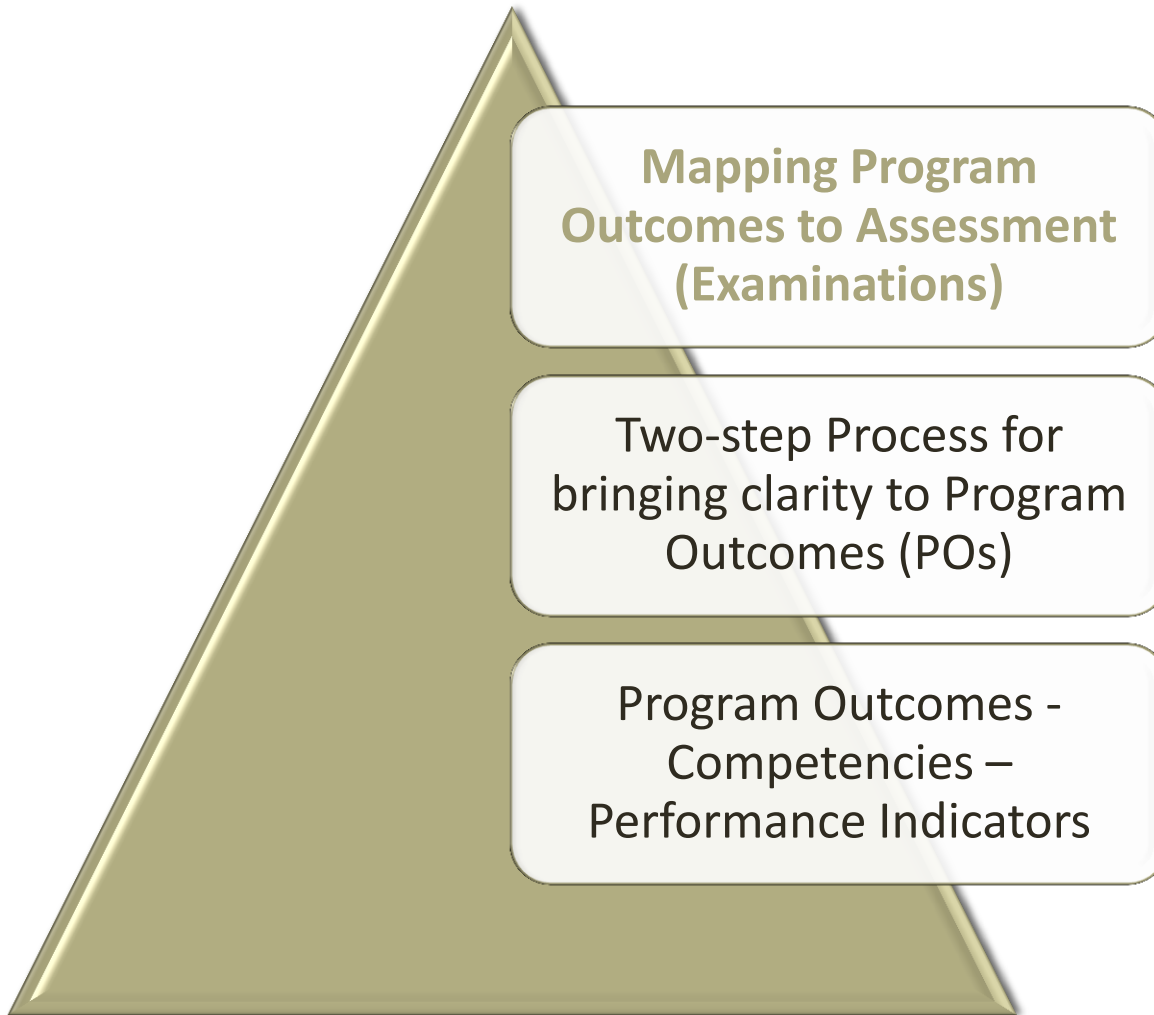 Mapping Program
Outcomes to Assessment
(Examinations)
Two-step Process for
bringing clarity to Program
Outcomes (POs)
Program Outcomes -
Competencies –
Performance Indicators